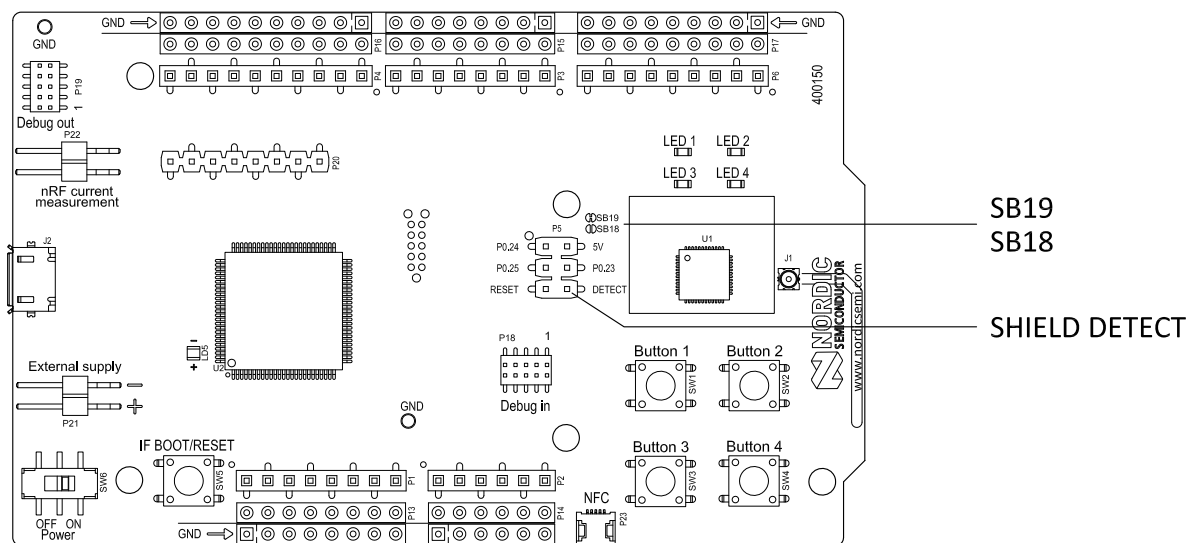 GND
GND
P16
P15
P17
GND
P19
1
Debug out
P4
P3
P6
400150
P22
nRF current
measurement
P20
LED 1
LED 2
LED 3
LED 4
SB19
SB18
SB19
SB18
P5
P0.24
5V
P0.25
P0.23
RESET
DETECT
U1
J1
J2
NORDIC
SEMICONDUCTOR
www.nordicsemi.com
SHIELD DETECT
LD5
-
+
U2
P18
1
Debug in
Button 1
SW1
Button 2
SW2
External supply
P21
-
+
GND
IF BOOT/RESET
SW5
SW6
OFF ON
Power
P1
P2
Button 3
SW3
Button 4
SW4
P13
P14
GND
NFC
P23